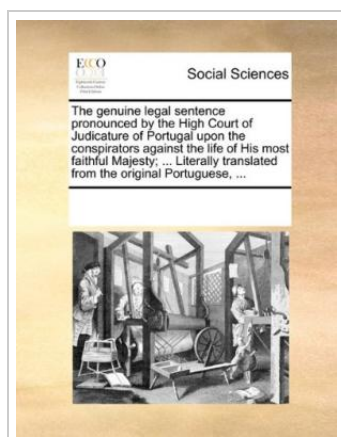 ECCO
Social Sciences
The genuine legal sentence
pronounced by the High Court of
Judicature of Portugal upon the
conspirators against the life of His most
faithful Majesty; ... Literally translated
from the original Portuguese, ...